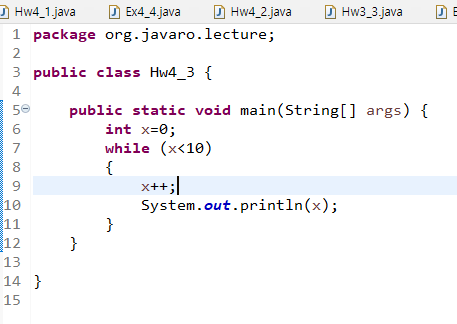 Hw4_1.java Ex4_4.java Hw4_2.java Hw3_3.java
1 package org.javaro.lecture;
2
3 public class Hw4_3 {
4
5 public static void main(String[] args) {
6 int x=0;
7 while (x<10)
8 {
9 x++;
10 System.out.println(x);
11 }
12 }
13
14 }
15